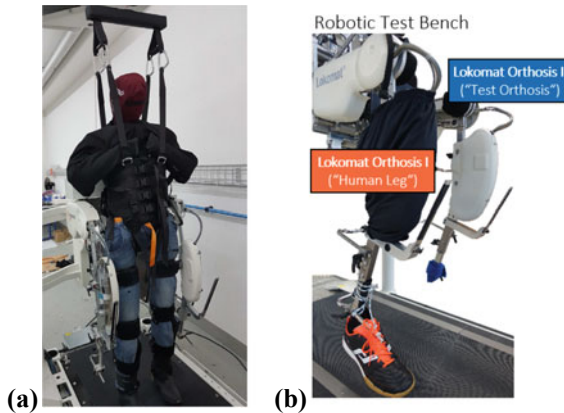 Robotic Test Bench
Lokomat
Lokomat Orthosis I
("Test Orthosis")
Lokomat Orthosis I
("Human Leg")
(a)
(b)